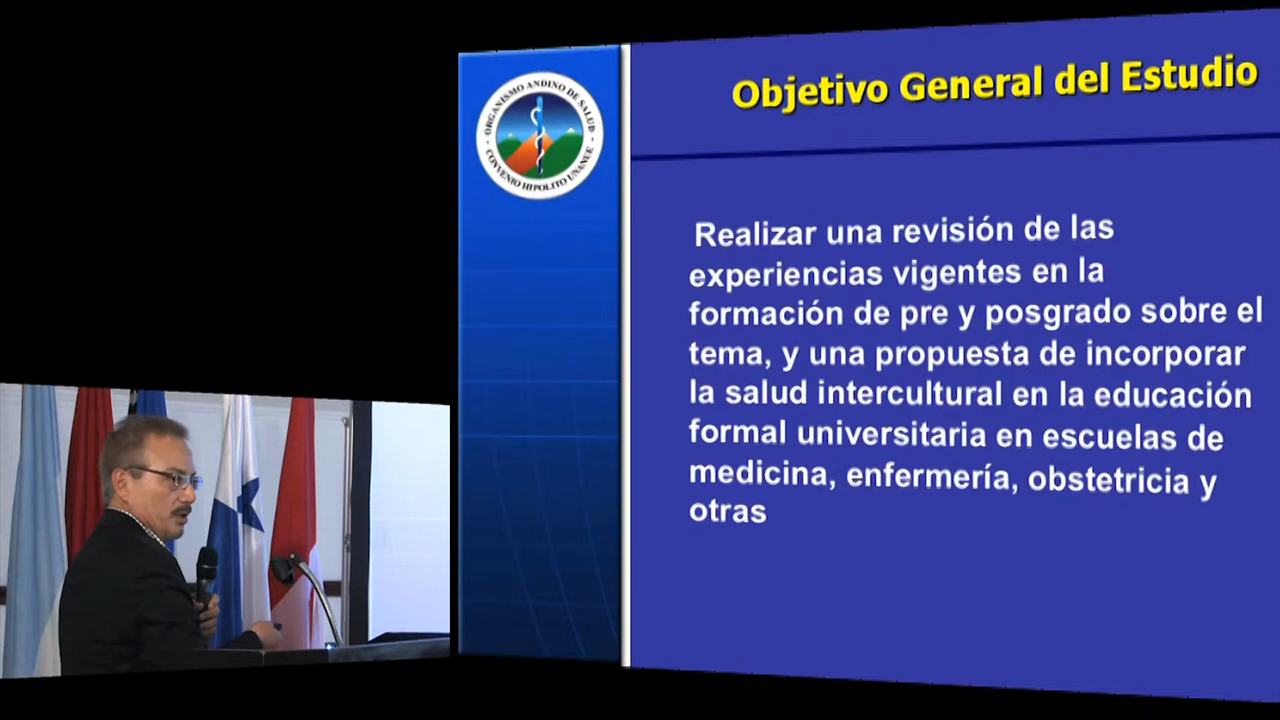 ORGANISMO ANDINO DE SALUD
CONVENIO HIPOLITO UNANUE
Objetivo General del Estudio
Realizar una revisión de las
experiencias vigentes en la
formación de pre y posgrado sobre el
tema, y una propuesta de incorporar
la salud intercultural en la educación
formal universitaria en escuelas de
medicina, enfermería, obstetricia y
otras